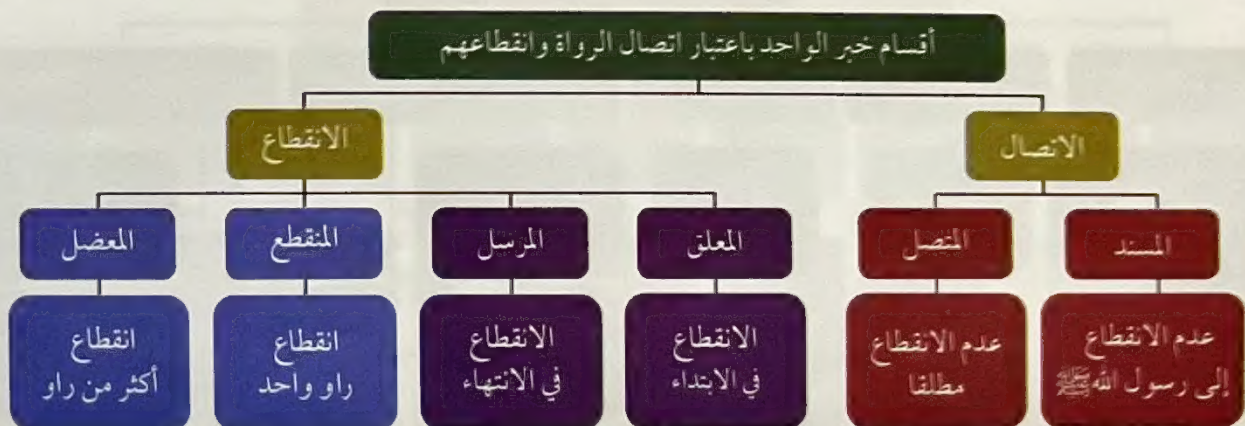 أقسام خبر الواحد باعتبار اتصال الرواة وانقطاعهم
الاتصال
الانقطاع
المسند
المتصل
المعلق
المرسل
المنقطع
المعضل
عدم الانقطاع
إلى رسول الله ﷺ
عدم الانقطاع
مطلقا
الانقطاع
في الابتداء
الانقطاع
في الانتهاء
انقطاع
راو واحد
انقطاع
أكثر من راو